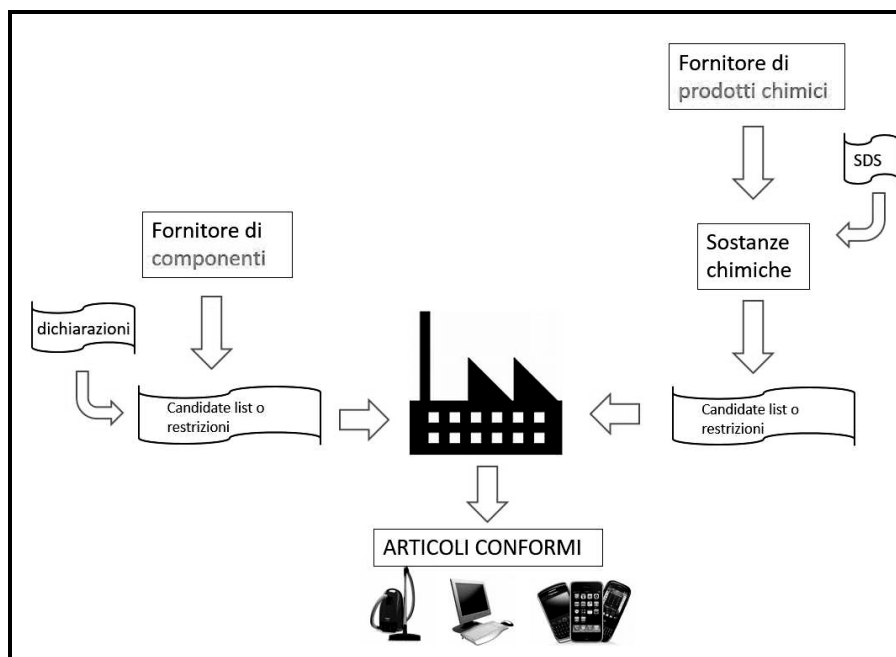 Fornitore di
prodotti chimici
SDS
Fornitore di
componenti
Sostanze
chimiche
dichiarazioni
Candidate list o
restrizioni
Candidate list o
restrizioni
ARTICOLI CONFORMI